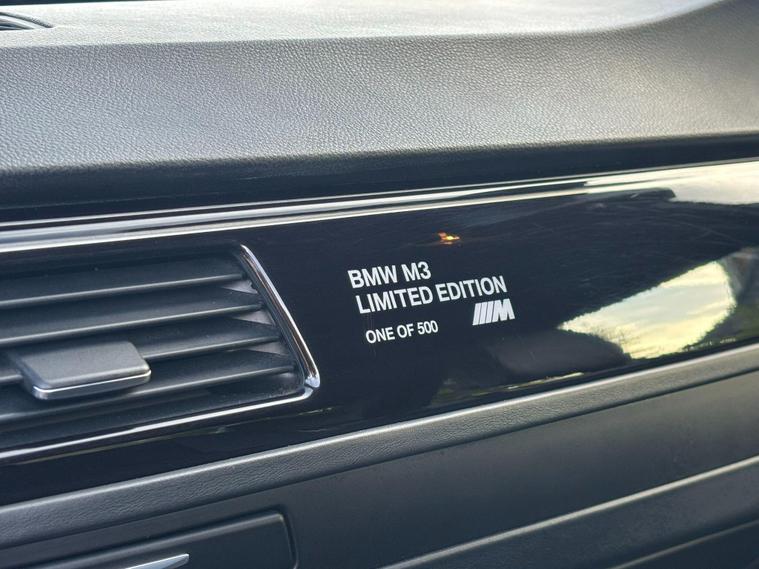 BMW M3
LIMITED EDITION
ONE OF 500
M